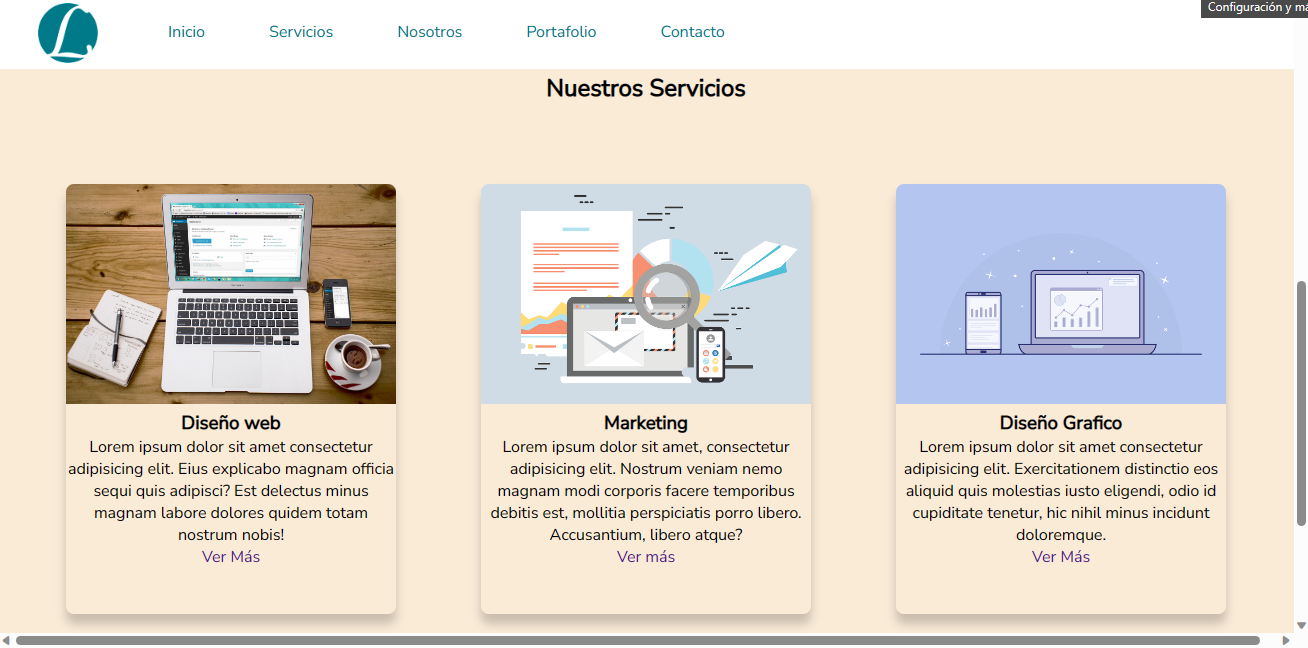 Configuración y má
L.
Inicio Servicios Nosotros Portafolio Contacto
Nuestros Servicios
Diseño web
Lorem ipsum dolor sit amet consectetur
adipisicing elit. Eius explicabo magnam officia
sequi quis adipisci? Est delectus minus
magnam labore dolores quidem totam
nostrum nobis!
Ver Más
Marketing
Lorem ipsum dolor sit amet, consectetur
adipisicing elit. Nostrum veniam nemo
magnam modi corporis facere temporibus
debitis est, mollitia perspiciatis porro libero.
Accusantium, libero atque?
Ver más
Diseño Grafico
Lorem ipsum dolor sit amet consectetur
adipisicing elit. Exercitationem distinctio eos
aliquid quis molestias iusto eligendi, odio id
cupiditate tenetur, hic nihil minus incidunt
doloremque.
Ver Más